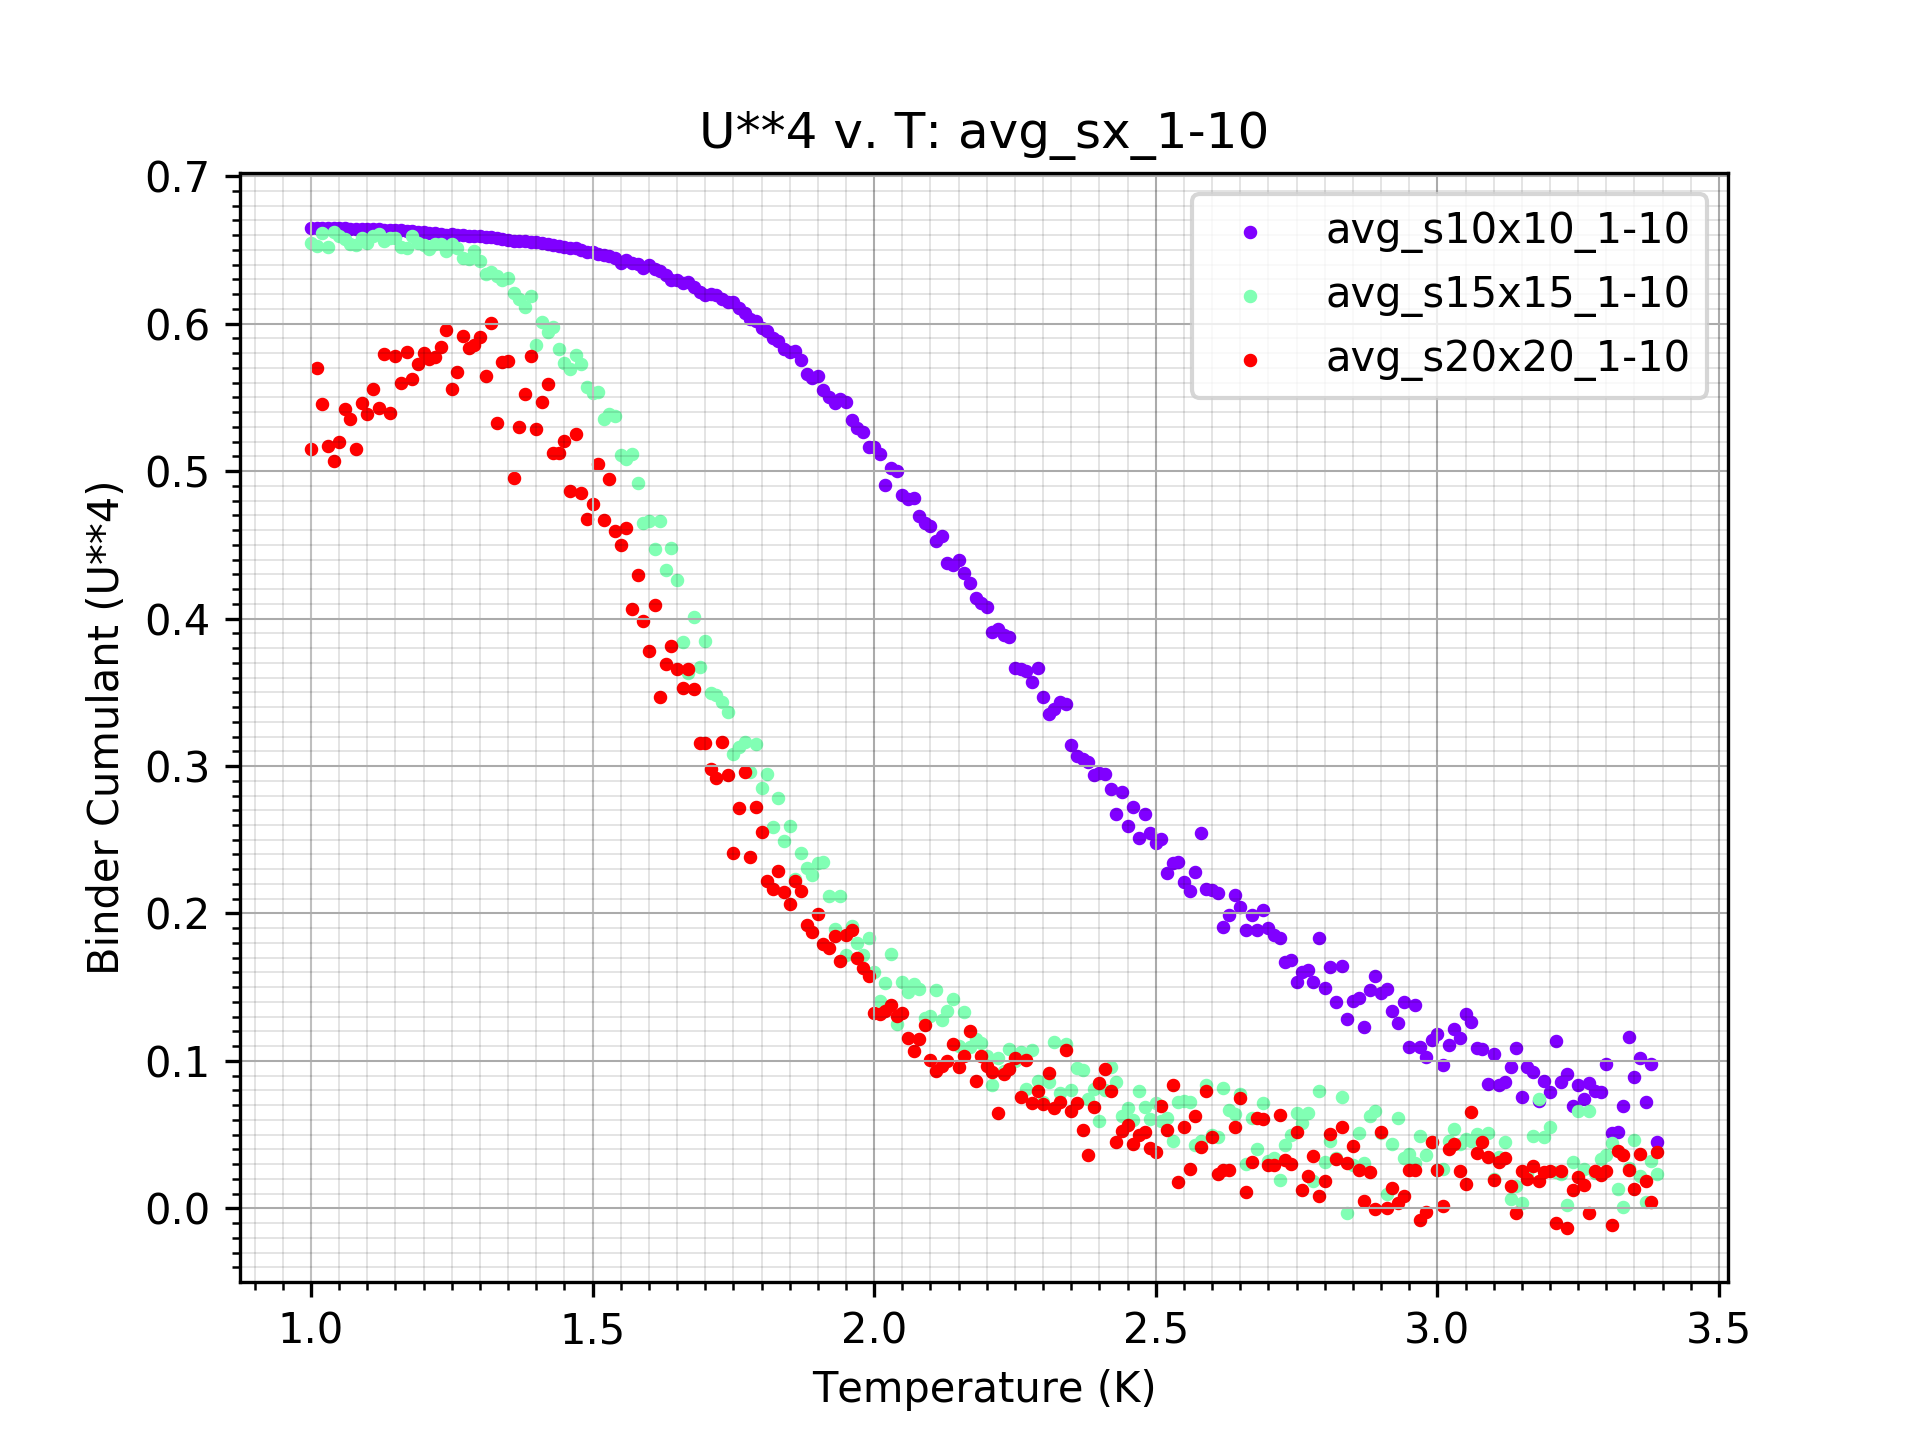 U**4 v. T: avg_sx_1-10
0.7
0.6
0.5
0.4
0.3
0.2
0.1
0.0
Binder Cumulant (U**4)
avg_s10x10_1-10
avg_s15x15_1-10
avg_s20x20_1-10
1.0 1.5 2.0 2.5 3.0 3.5
Temperature (K)